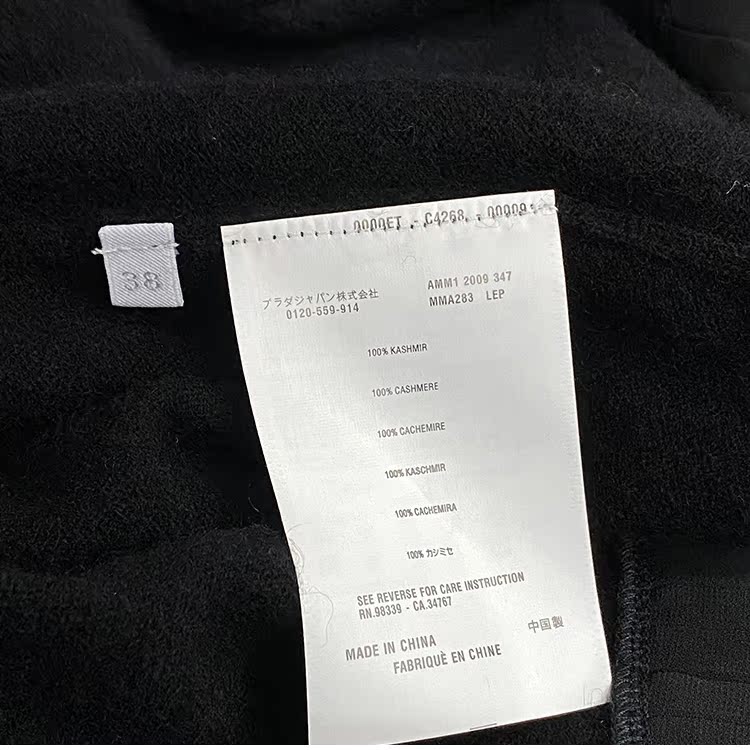 0000ET - C4268 - 00009
38
プラダジャパン株式会社
0120-559-914
AMM1 2009 347
MMA283 LEP
100% KASHMIR
100% CASHMERE
100% CACHEMIRE
100% KASCHMIR
100% CACHEMIRA
100% カシミセ
SEE REVERSE FOR CARE INSTRUCTION
RN.98339 - CA.34767
MADE IN CHINA
中国製
FABRIQUÈ EN CHINE